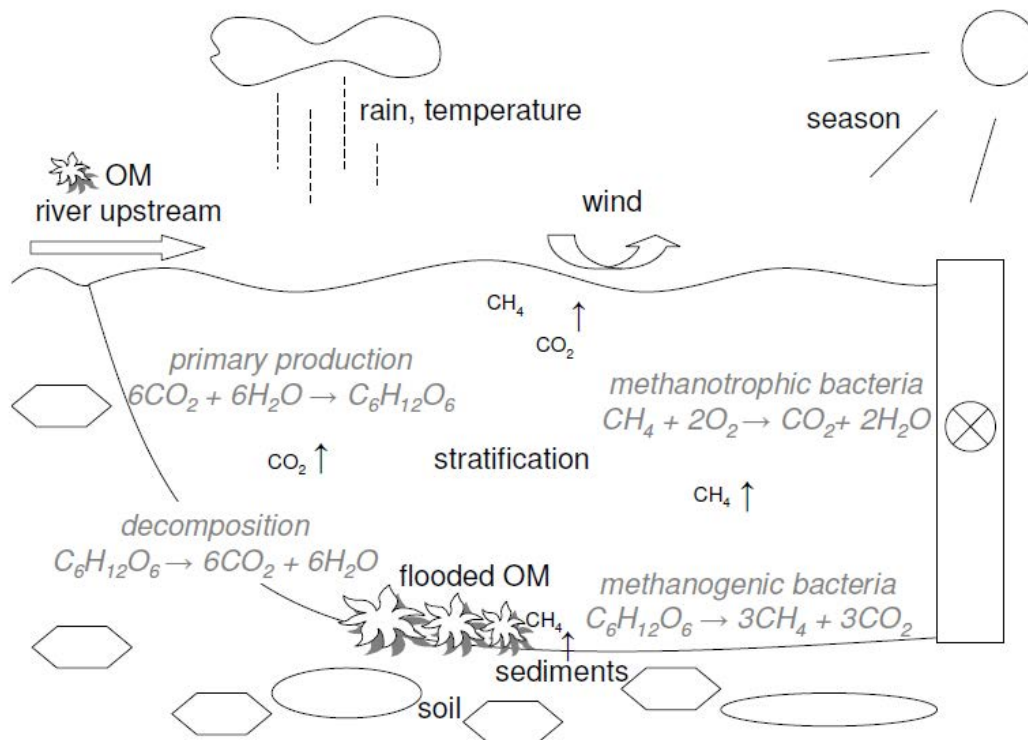 rain, temperature
season
OM
river upstream
wind
CH₄
CO₂
primary production
6CO₂ + 6H₂O → C₆H₁₂O₆
methanotrophic bacteria
CH₄ + 2O₂ → CO₂+ 2H₂O
CO₂
stratification
CH₄
decomposition
C₆H₁₂O₆ → 6CO₂ + 6H₂O
flooded OM
methanogenic bacteria
CH₄
C₆H₁₂O₆ → 3CH₄ + 3CO₂
sediments
soil